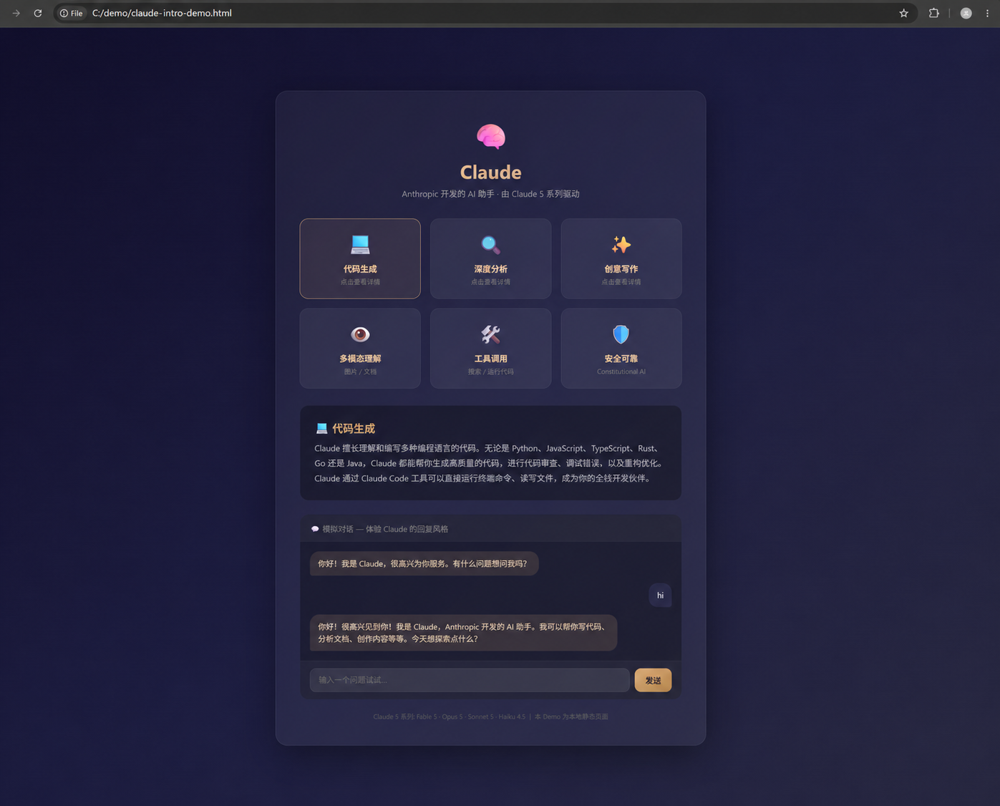 File C:/demo/claude-intro-demo.html
Claude
Anthropic 开发的 AI 助手 · 由 Claude 5 系列驱动
代码生成
点击查看详情
深度分析
点击查看详情
创意写作
点击查看详情
多模态理解
图片 / 文档
工具调用
搜索 / 运行代码
安全可靠
Constitutional AI
代码生成
Claude 擅长理解和编写多种编程语言的代码。无论是 Python、JavaScript、TypeScript、Rust、
Go 还是 Java，Claude 都能帮你生成高质量的代码，进行代码审查、调试错误，以及重构优化。
Claude 通过 Claude Code 工具可以直接运行终端命令、读写文件，成为你的全栈开发伙伴。
模拟对话 — 体验 Claude 的回复风格
你好！我是 Claude，很高兴为你服务。有什么问题想问我吗？
hi
你好！很高兴见到你！我是 Claude，Anthropic 开发的 AI 助手。我可以帮你写代码、
分析文档、创作内容等等。今天想探索点什么？
输入一个问题试试...
发送
Claude 5 系列: Fable 5 · Opus 5 · Sonnet 5 · Haiku 4.5 | 本 Demo 为本地静态页面